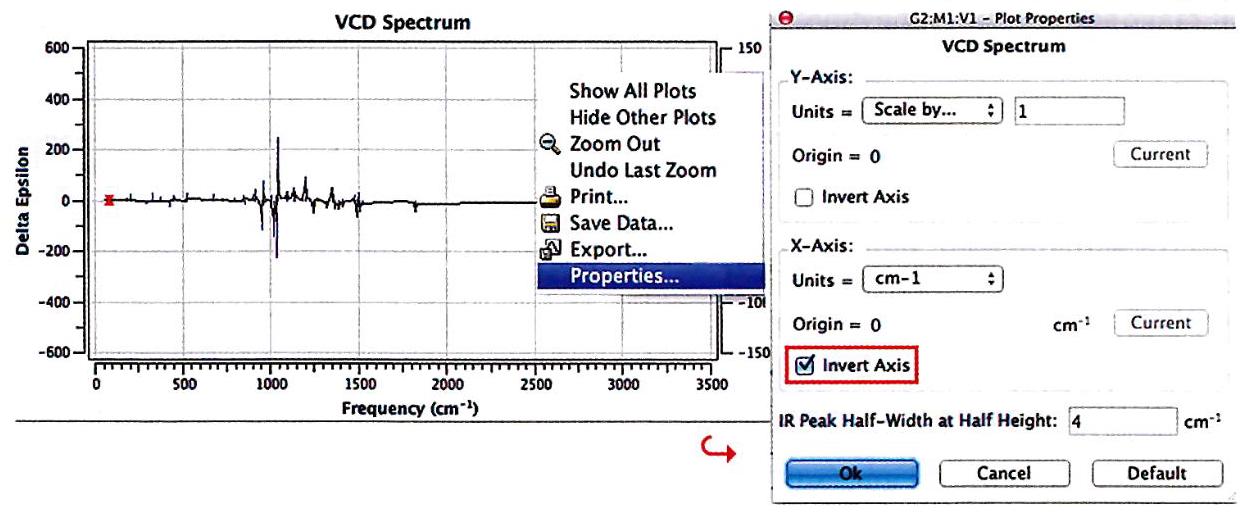 VCD Spectrum
600
400
200
0
-200
-400
-600
Delta Epsilon
150
-10
-150
0 500 1000 1500 2000 2500 3000 3500
Frequency (cm⁻¹)
Show All Plots
Hide Other Plots
Zoom Out
Undo Last Zoom
Print...
Save Data...
Export...
Properties...
G2:M1:V1 – Plot Properties
VCD Spectrum
Y-Axis:
Units = Scale by... 1
Origin = 0 Current
Invert Axis
X-Axis:
Units = cm-1
Origin = 0 cm⁻¹ Current
Invert Axis
IR Peak Half-Width at Half Height: 4 cm⁻¹
Ok Cancel Default